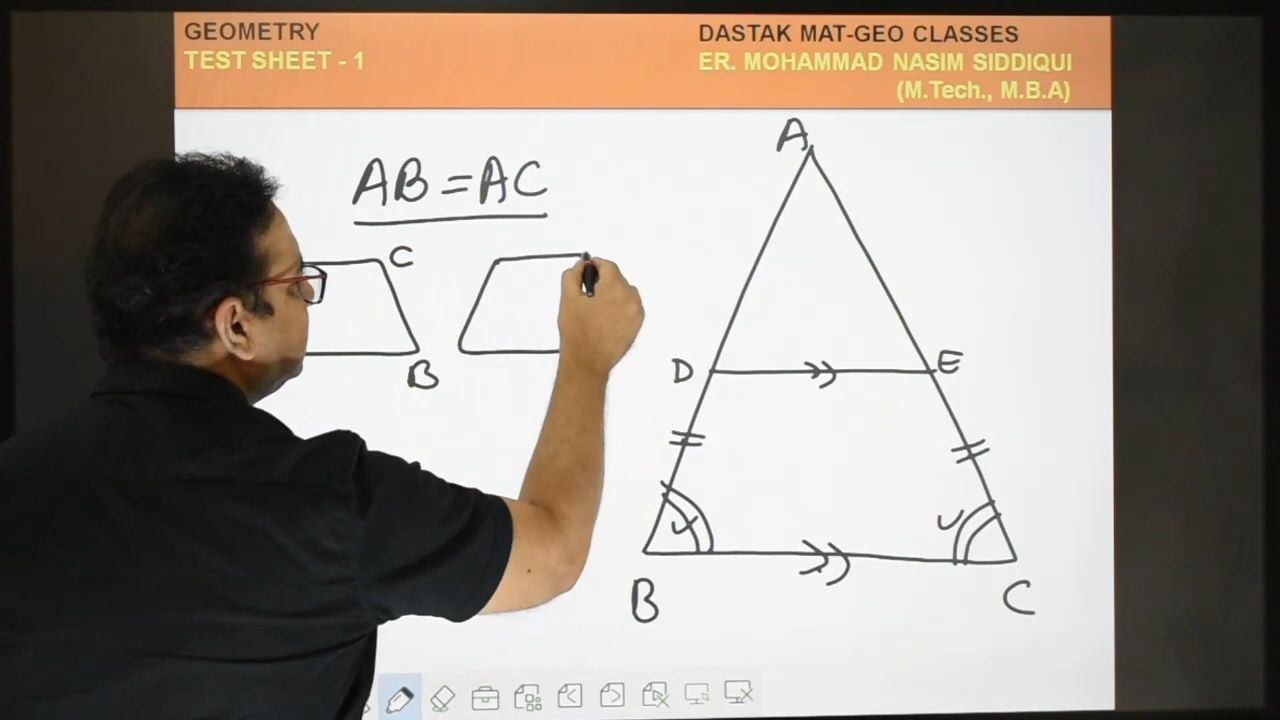 GEOMETRY
TEST SHEET - 1
DASTAK MAT-GEO CLASSES
ER. MOHAMMAD NASIM SIDDIQUI
(M.Tech., M.B.A)
AB = AC
A
C
B
D
E
B
C